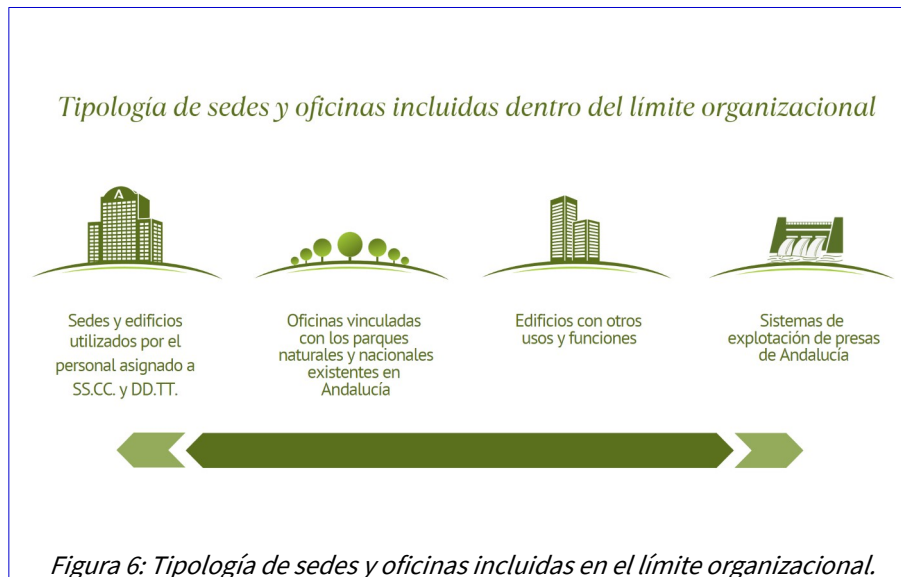 Tipología de sedes y oficinas incluidas dentro del límite organizacional
A
Sedes y edificios
utilizados por el
personal asignado a
SS.CC. y DD.TT.
Oficinas vinculadas
con los parques
naturales y nacionales
existentes en
Andalucía
Edificios con otros
usos y funciones
Sistemas de
explotación de presas
de Andalucía
Figura 6: Tipología de sedes y oficinas incluidas en el límite organizacional.